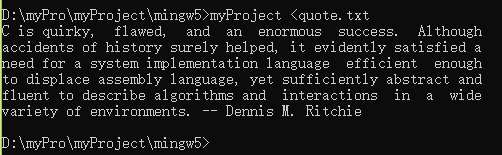 D:\myPro\myProject\mingw5>myProject <quote.txt
C is quirky,  flawed,  and  an  enormous  success.  Although
accidents of history surely helped, it evidently satisfied a
need for a system implementation language  efficient  enough
to displace assembly language, yet sufficiently abstract and
fluent to describe algorithms and  interactions  in  a  wide
variety of environments. -- Dennis M. Ritchie
D:\myPro\myProject\mingw5>